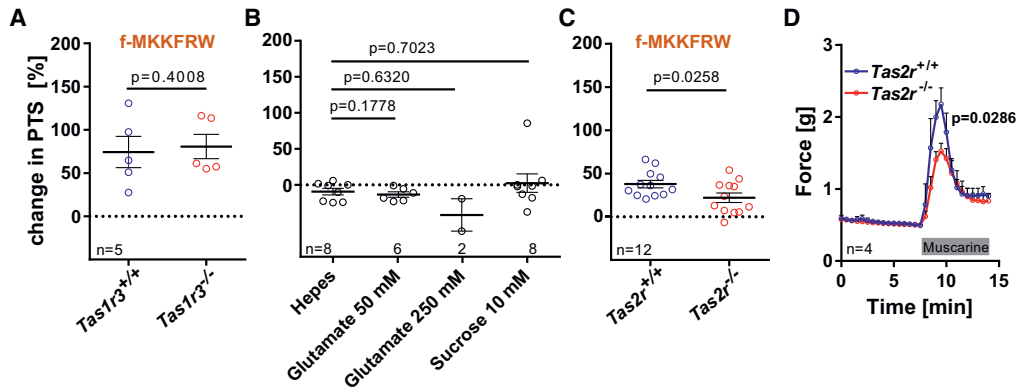 A
f-MKKFRW
p=0.4008
change in PTS [%]
200
150
100
50
0
n=5
Tas1r3+/+
Tas1r3-/-
B
p=0.7023
p=0.6320
p=0.1778
200
150
100
50
0
n=8
6
2
8
Hepes
Glutamate 50 mM
Glutamate 250 mM
Sucrose 10 mM
C
f-MKKFRW
p=0.0258
200
150
100
50
0
n=12
Tas2r+/+
Tas2r-/-
D
Tas2r+/+
Tas2r-/-
p=0.0286
Force [g]
3
2
1
0
n=4
Muscarine
0
5
10
15
Time [min]